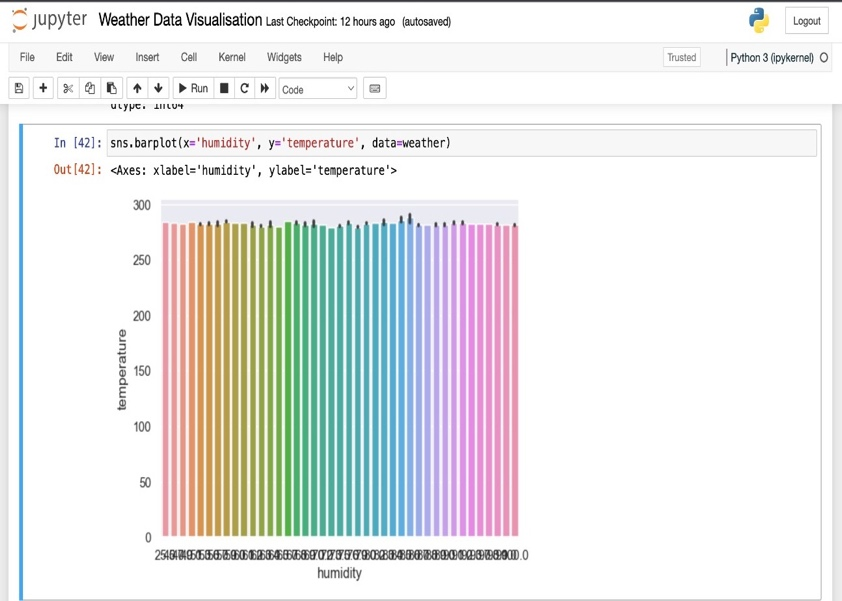 jupyter Weather Data Visualisation Last Checkpoint: 12 hours ago (autosaved) Logout
File Edit View Insert Cell Kernel Widgets Help Trusted Python 3 (ipykernel)
Run Code
dtype: int64
In [42]: sns.barplot(x='humidity', y='temperature', data=weather)
Out[42]: <Axes: xlabel='humidity', ylabel='temperature'>
300
250
200
150
100
50
0
temperature
humidity